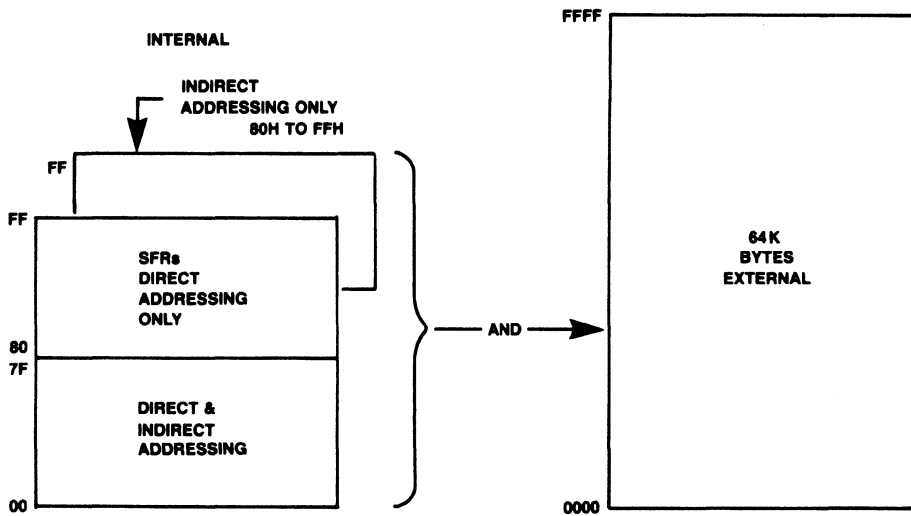 INTERNAL
INDIRECT
ADDRESSING ONLY
80H TO FFH
FF
FF
SFRs
DIRECT
ADDRESSING
ONLY
80
7F
DIRECT &
INDIRECT
ADDRESSING
00
AND
FFFF
64K
BYTES
EXTERNAL
0000